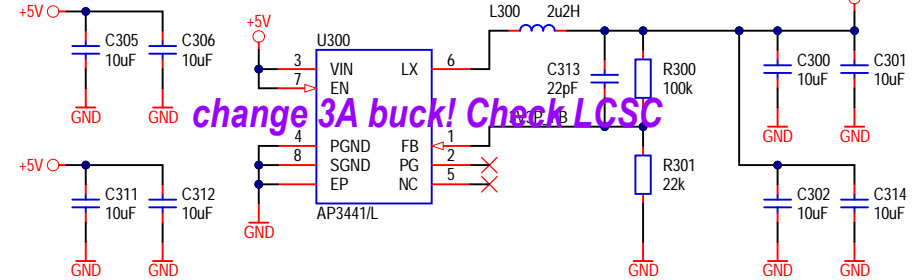 +5V
C305
10uF
C306
10uF
GND
GND
+5V
C311
10uF
C312
10uF
GND
GND
+5V
U300
3
VIN
7
EN
4
PGND
8
SGND
EP
LX
6
FB
1
PG
2
NC
5
AP3441/L
GND
L300
2u2H
C313
22pF
R300
100k
R301
22k
GND
C300
10uF
C301
10uF
GND
GND
C302
10uF
C314
10uF
GND
GND
change 3A buck! Check LCSC